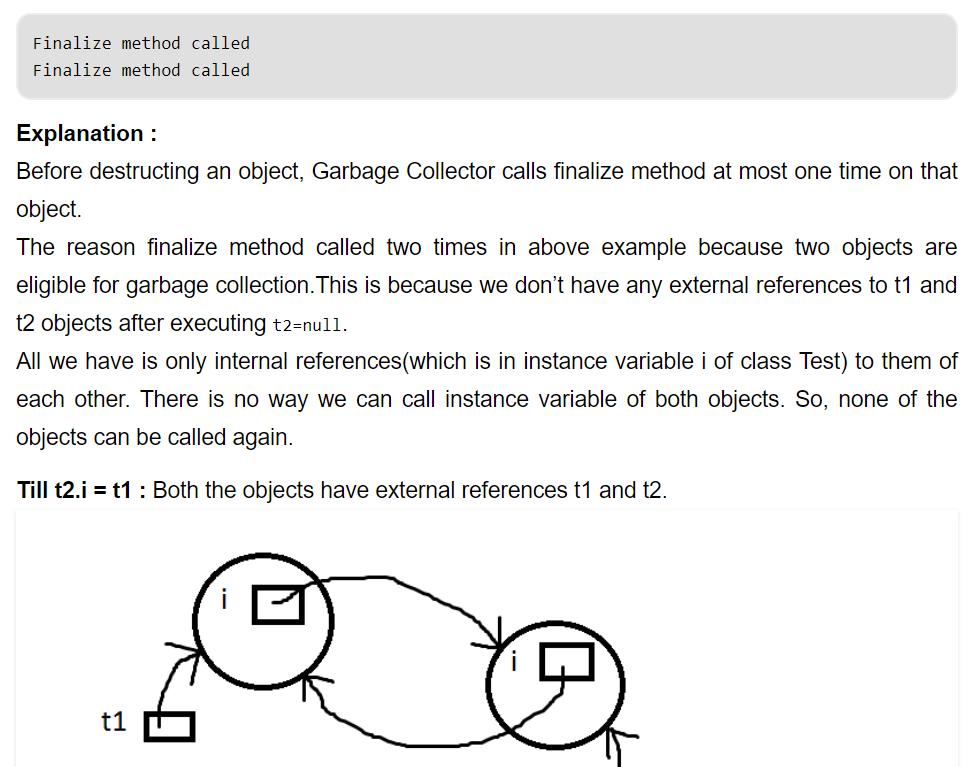 Finalize method called
Finalize method called
Explanation :
Before destructing an object, Garbage Collector calls finalize method at most one time on that
object.
The reason finalize method called two times in above example because two objects are
eligible for garbage collection.This is because we don’t have any external references to t1 and
t2 objects after executing t2=null.
All we have is only internal references(which is in instance variable i of class Test) to them of
each other. There is no way we can call instance variable of both objects. So, none of the
objects can be called again.
Till t2.i = t1 : Both the objects have external references t1 and t2.
i
i
t1